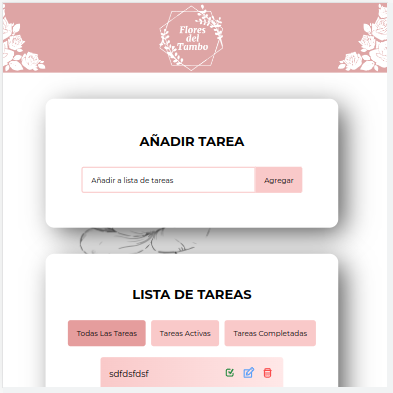 Flores
del
Tambo
AÑADIR TAREA
Añadir a lista de tareas Agregar
LISTA DE TAREAS
Todas Las Tareas Tareas Activas Tareas Completadas
sdfdsfdsf